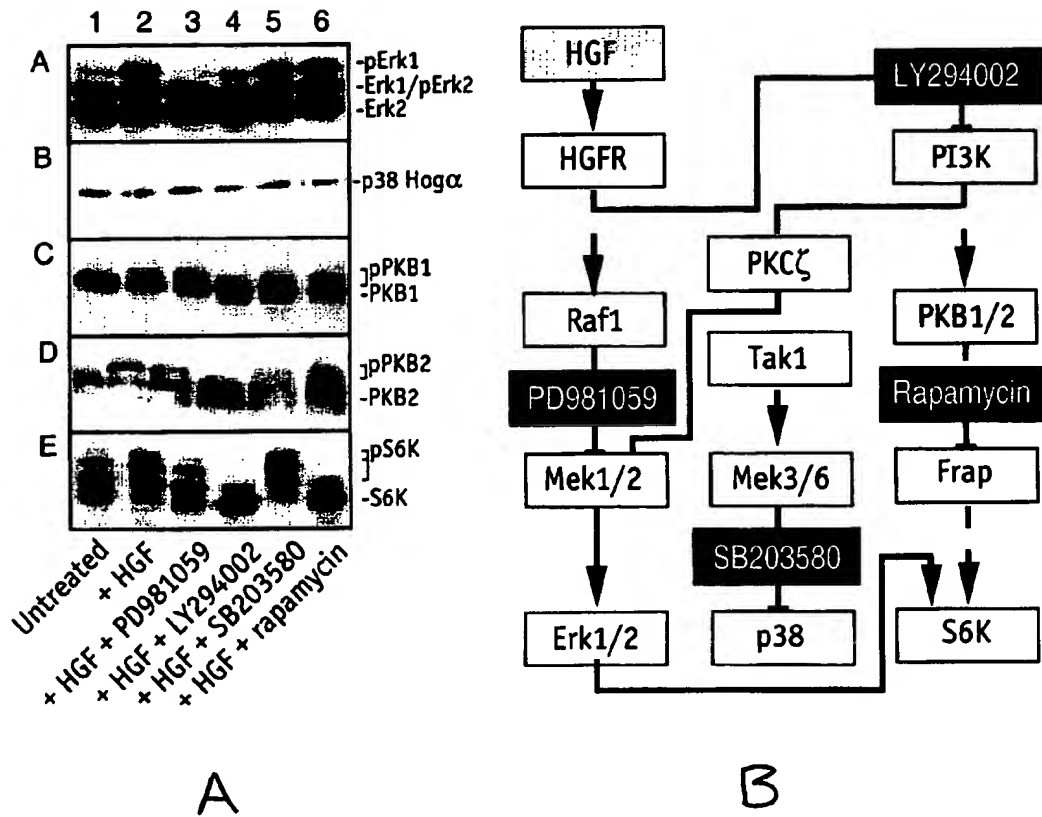 1 2 3 4 5 6
A
-pErk1
-Erk1/pErk2
-Erk2
B
-p38 Hogα
C
pPKB1
-PKB1
D
pPKB2
-PKB2
E
pS6K
-S6K
Untreated
+ HGF
+ HGF + PD981059
+ HGF + LY294002
+ HGF + SB203580
+ HGF + rapamycin
A
HGF
LY294002
HGFR
PI3K
PKCζ
Raf1
PKB1/2
Tak1
PD981059
Rapamycin
Mek1/2
Mek3/6
Frap
SB203580
Erk1/2
p38
S6K
B